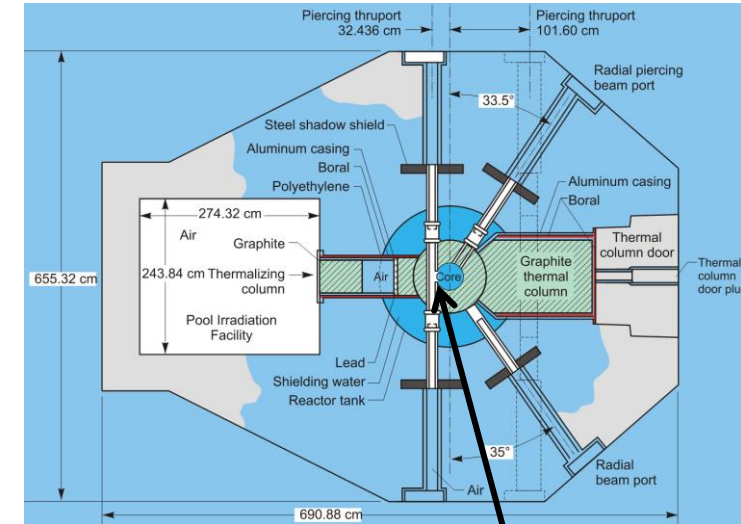 Piercing thruport
32.436 cm
Piercing thruport
101.60 cm
Radial piercing
beam port
33.5°
Steel shadow shield
Aluminum casing
Boral
Polyethylene
Aluminum casing
Boral
274.32 cm
Air
Graphite
243.84 cm
Thermalizing
column
Air
Core
Graphite
thermal
column
Thermal
column door
Thermal
column
door plu
655.32 cm
Pool Irradiation
Facility
Lead
Shielding water
Reactor tank
35°
Radial
beam port
Air
690.88 cm